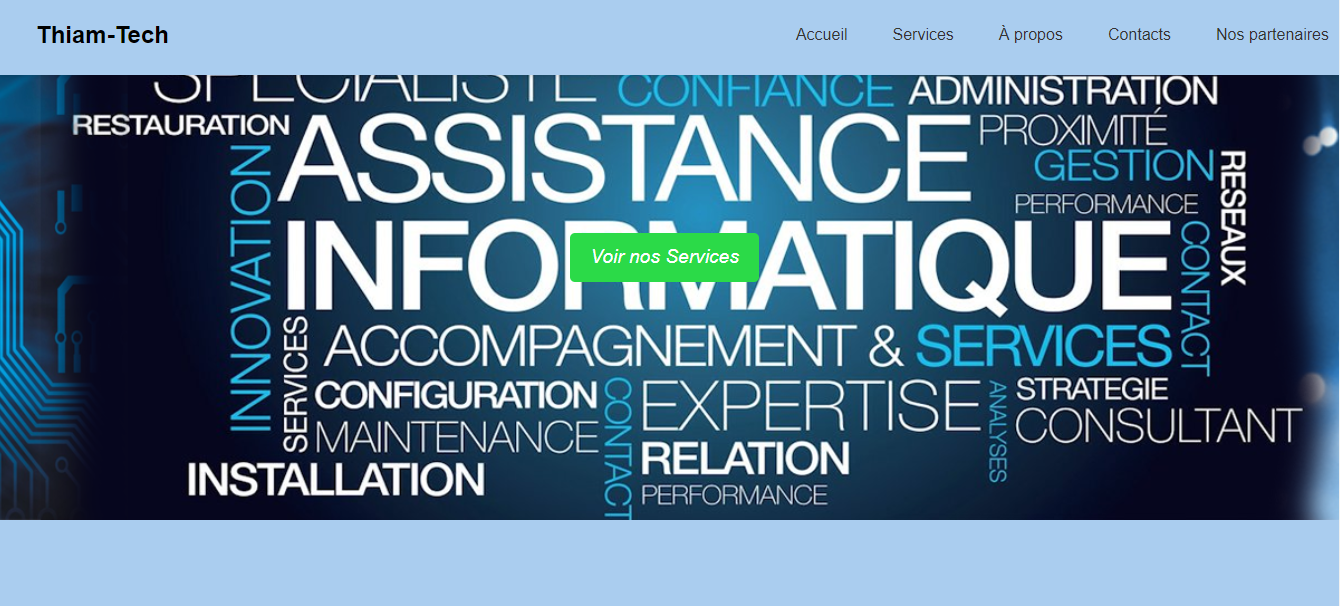 Thiam-Tech
Accueil Services À propos Contacts Nos partenaires
SPECIALISTE CONFIANCE ADMINISTRATION
RESTAURATION ASSISTANCE PROXIMITÉ
GESTION
PERFORMANCE
RESEAUX
INNOVATION
INFORMATIQUE
CONTACT
Voir nos Services
SERVICES
ACCOMPAGNEMENT & SERVICES
CONFIGURATION
CONTACT
EXPERTISE
ANALYSES
STRATEGIE
MAINTENANCE
CONSULTANT
INSTALLATION
RELATION
PERFORMANCE